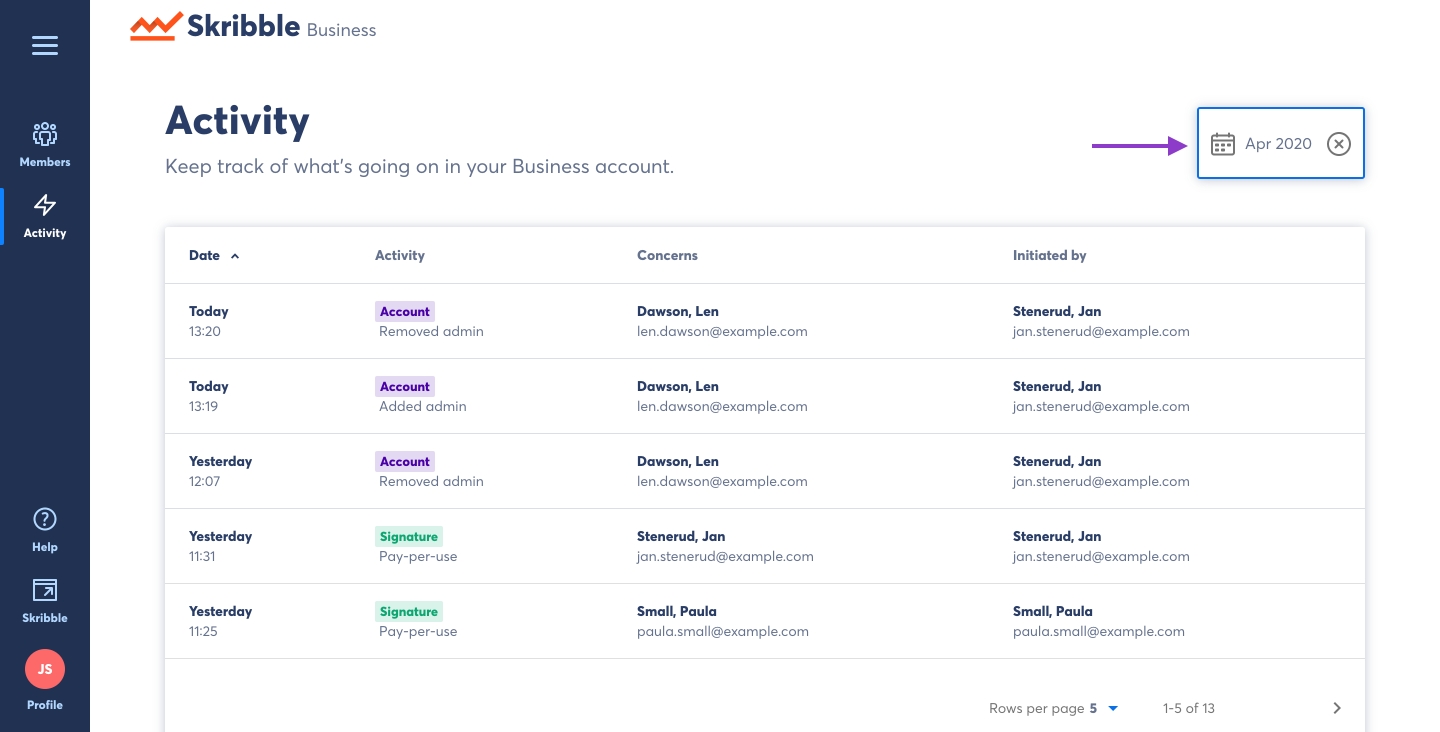 Skribble Business
Members
Activity
Help
Skribble
JS
Profile
Activity
Keep track of what's going on in your Business account.
Apr 2020
Date Activity Concerns Initiated by
Today Account Dawson, Len Stenerud, Jan
13:20 Removed admin len.dawson@example.com jan.stenerud@example.com
Today Account Dawson, Len Stenerud, Jan
13:19 Added admin len.dawson@example.com jan.stenerud@example.com
Yesterday Account Dawson, Len Stenerud, Jan
12:07 Removed admin len.dawson@example.com jan.stenerud@example.com
Yesterday Signature Stenerud, Jan Stenerud, Jan
11:31 Pay-per-use jan.stenerud@example.com jan.stenerud@example.com
Yesterday Signature Small, Paula Small, Paula
11:25 Pay-per-use paula.small@example.com paula.small@example.com
Rows per page 5 1-5 of 13